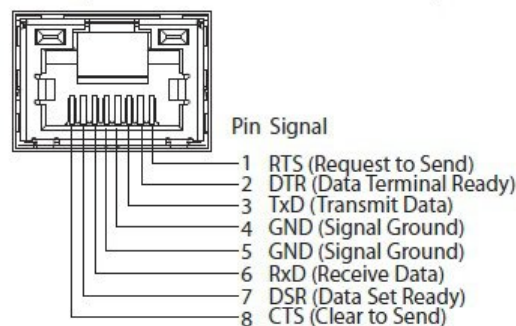 Pin Signal
1 RTS (Request to Send)
2 DTR (Data Terminal Ready)
3 TxD (Transmit Data)
4 GND (Signal Ground)
5 GND (Signal Ground)
6 RxD (Receive Data)
7 DSR (Data Set Ready)
8 CTS (Clear to Send)